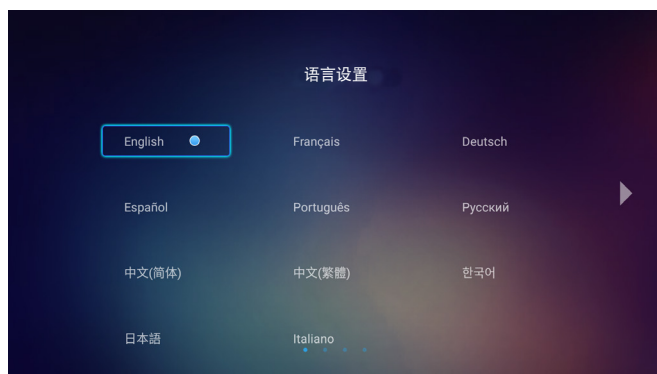 语言设置
English
Français
Deutsch
Español
Português
Русский
中文(简体)
中文(繁體)
한국어
日本語
Italiano